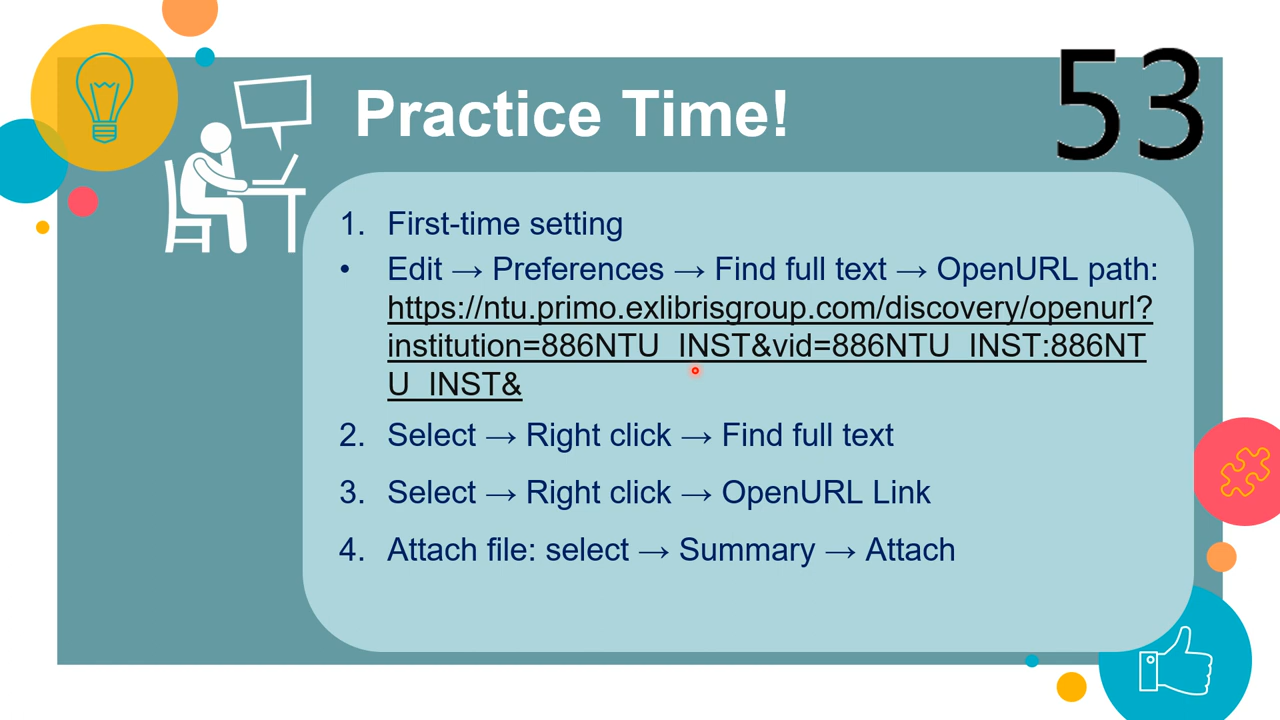 Practice Time!
53
1. First-time setting
• Edit → Preferences → Find full text → OpenURL path:
https://ntu.primo.exlibrisgroup.com/discovery/openurl?
institution=886NTU_INST&vid=886NTU_INST:886NT
U_INST&
2. Select → Right click → Find full text
3. Select → Right click → OpenURL Link
4. Attach file: select → Summary → Attach